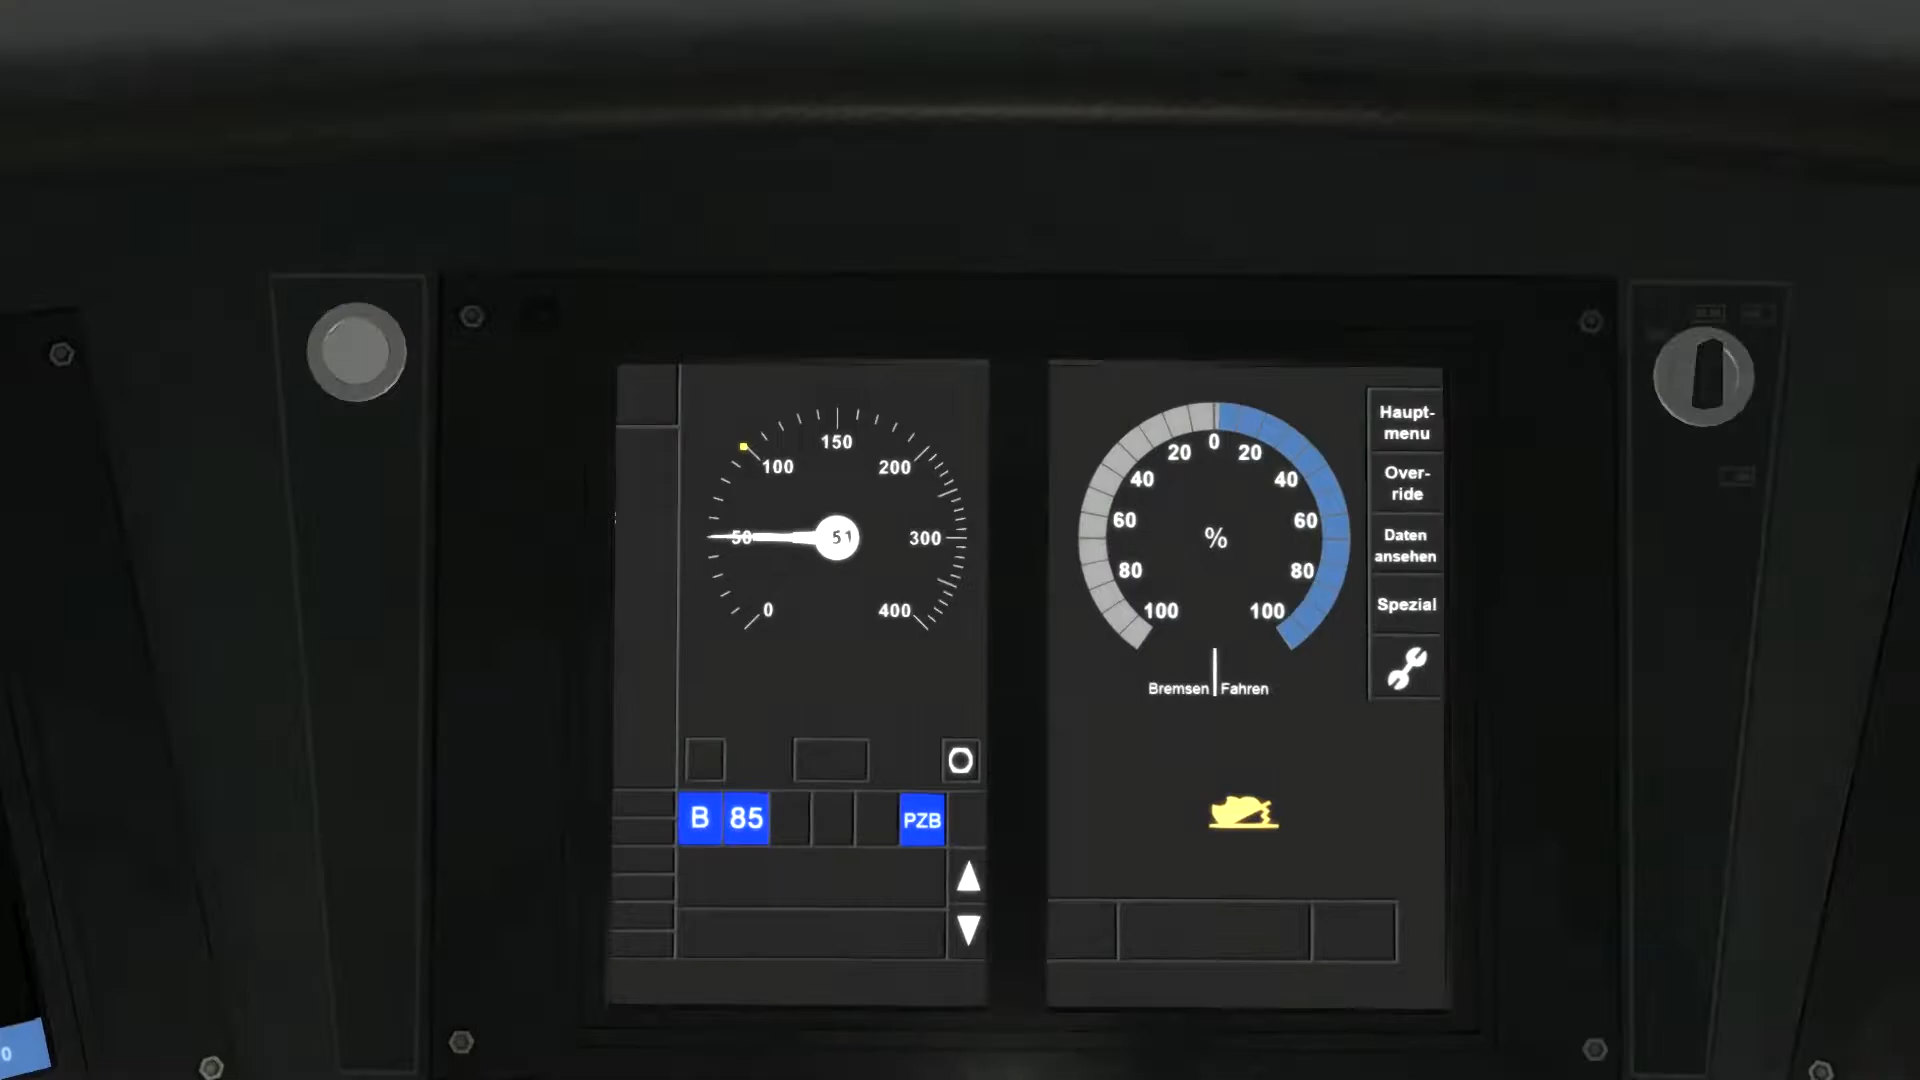 150
100
200
50
51
300
0
400
0
20
20
40
40
60
60
%
80
80
100
100
Bremsen
Fahren
Haupt-
menu
Over-
ride
Daten
ansehen
Spezial
B
85
PZB
0